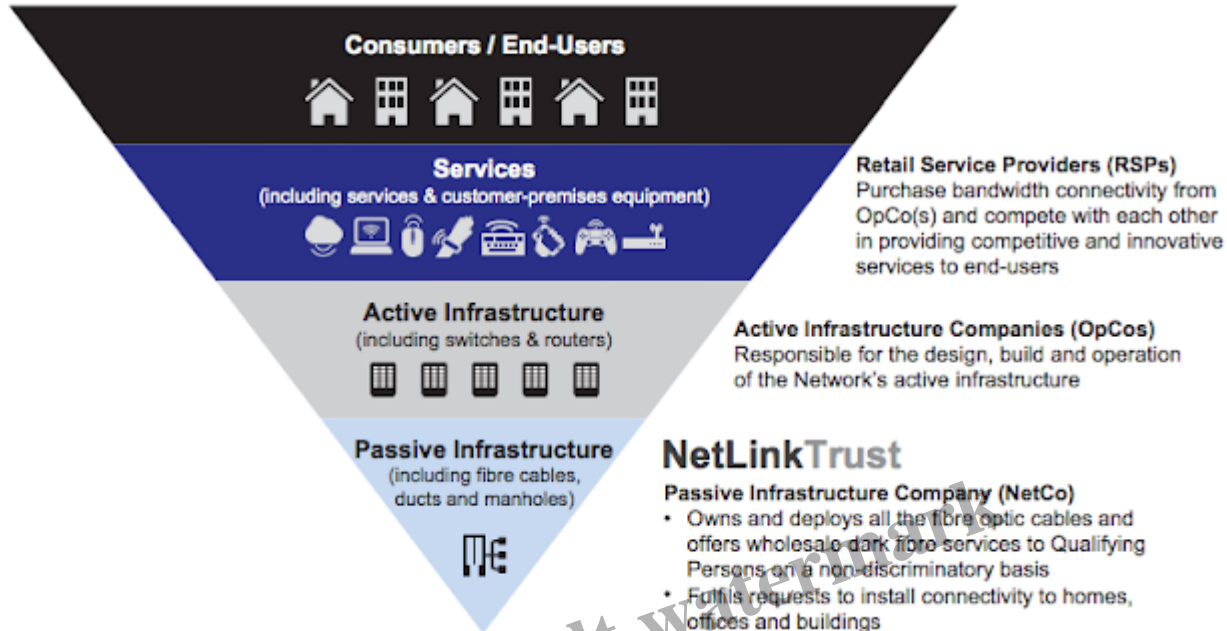 Consumers / End-Users
Services
(including services & customer-premises equipment)
Retail Service Providers (RSPs)
Purchase bandwidth connectivity from
OpCo(s) and compete with each other
in providing competitive and innovative
services to end-users
Active Infrastructure
(including switches & routers)
Active Infrastructure Companies (OpCos)
Responsible for the design, build and operation
of the Network's active infrastructure
Passive Infrastructure
(including fibre cables,
ducts and manholes)
NetLinkTrust
Passive Infrastructure Company (NetCo)
• Owns and deploys all the fibre optic cables and
offers wholesale dark fibre services to Qualifying
Persons on a non-discriminatory basis
• Fulfils requests to install connectivity to homes,
offices and buildings
watermark